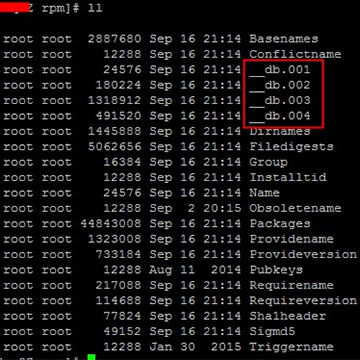 Z rpm]# ll
root root 2887680 Sep 16 21:14 Basenames
root root 12288 Sep 16 21:14 Conflictname
root root 24576 Sep 16 21:14 __db.001
root root 180224 Sep 16 21:14 __db.002
root root 1318912 Sep 16 21:14 __db.003
root root 491520 Sep 16 21:14 __db.004
root root 1445888 Sep 16 21:14 Dirnames
root root 5062656 Sep 16 21:14 Filedigests
root root 16384 Sep 16 21:14 Group
root root 12288 Sep 16 21:14 Installtid
root root 24576 Sep 16 21:14 Name
root root 12288 Sep 2 20:15 Obsoletename
root root 44843008 Sep 16 21:14 Packages
root root 1323008 Sep 16 21:14 Providename
root root 733184 Sep 16 21:14 Provideversion
root root 12288 Aug 11 2014 Pubkeys
root root 217088 Sep 16 21:14 Requirename
root root 114688 Sep 16 21:14 Requireversion
root root 77824 Sep 16 21:14 Sha1header
root root 49152 Sep 16 21:14 Sigmd5
root root 12288 Jan 30 2015 Triggername